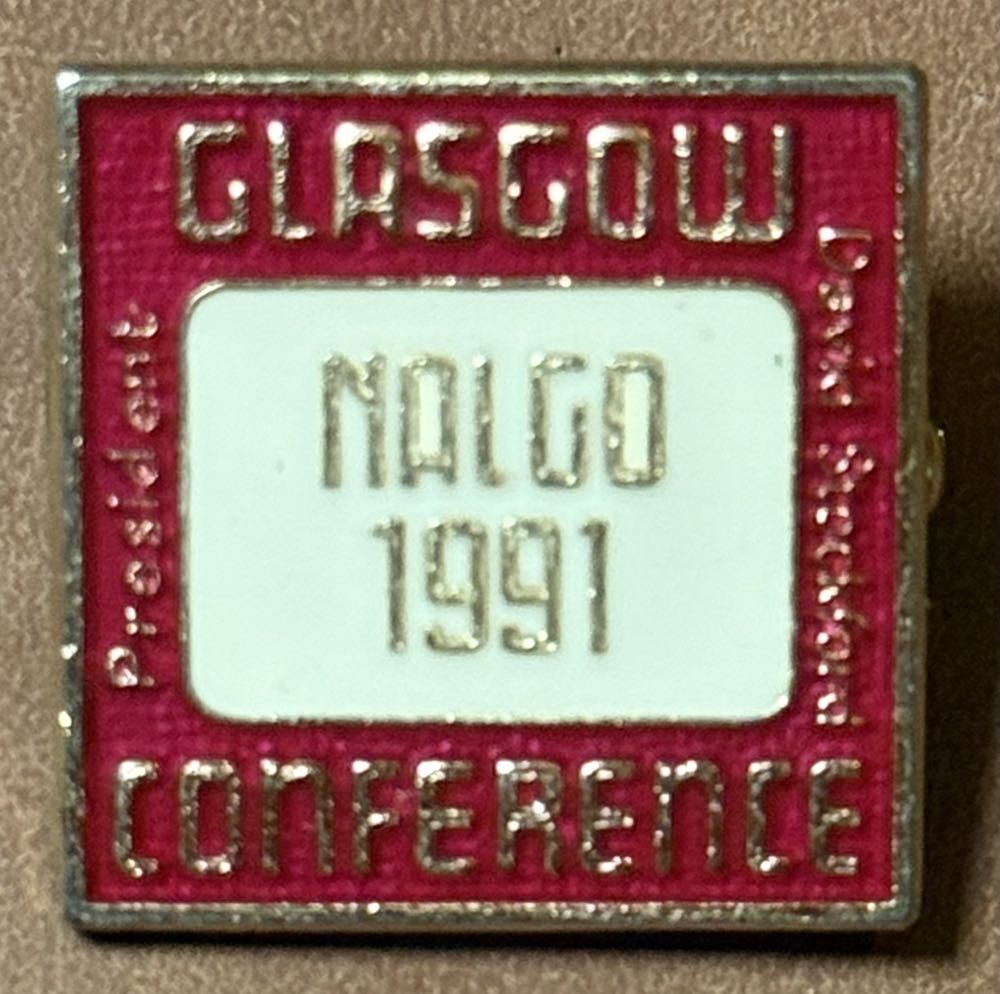 GLASGOW
President
NALGO
1991
David Stockford
CONFERENCE